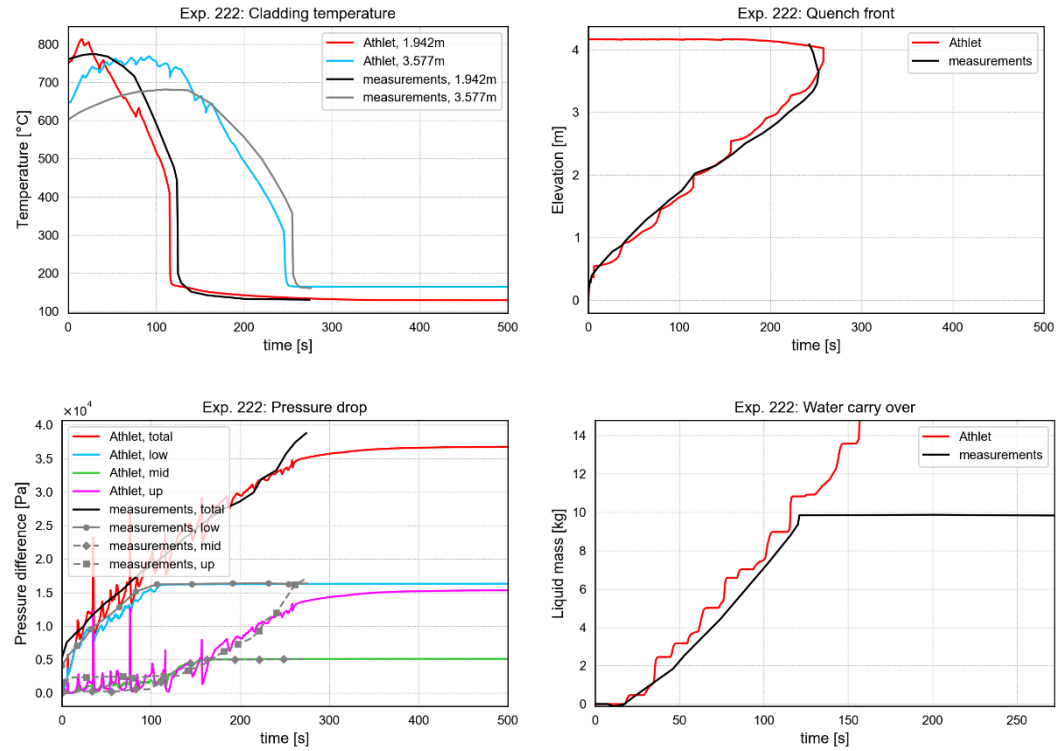 Exp. 222: Cladding temperature
800
700
600
500
400
300
200
100
Temperature [°C]
0
100
200
300
400
500
time [s]
Athlet, 1.942m
Athlet, 3.577m
measurements, 1.942m
measurements, 3.577m
Exp. 222: Quench front
4
3
2
1
0
Elevation [m]
0
100
200
300
400
500
time [s]
Athlet
measurements
Exp. 222: Pressure drop
×10⁴
4.0
3.5
3.0
2.5
2.0
1.5
1.0
0.5
0.0
Pressure difference [Pa]
0
100
200
300
400
500
time [s]
Athlet, total
Athlet, low
Athlet, mid
Athlet, up
measurements, total
measurements, low
measurements, mid
measurements, up
Exp. 222: Water carry over
14
12
10
8
6
4
2
0
Liquid mass [kg]
0
50
100
150
200
250
time [s]
Athlet
measurements